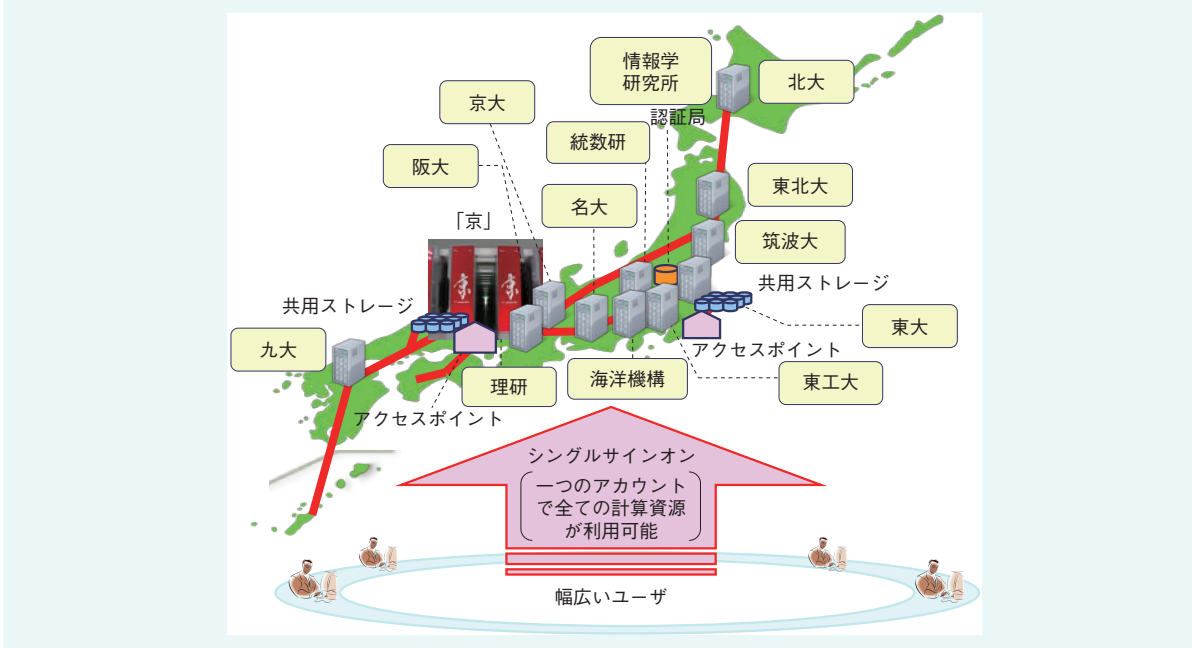 情報学
研究所
北大
京大
認証局
統数研
阪大
東北大
名大
「京」
筑波大
京
京
共用ストレージ
共用ストレージ
東大
九大
アクセスポイント
海洋機構
東工大
理研
アクセスポイント
シングルサインオン
一つのアカウント
で全ての計算資源
が利用可能
幅広いユーザ